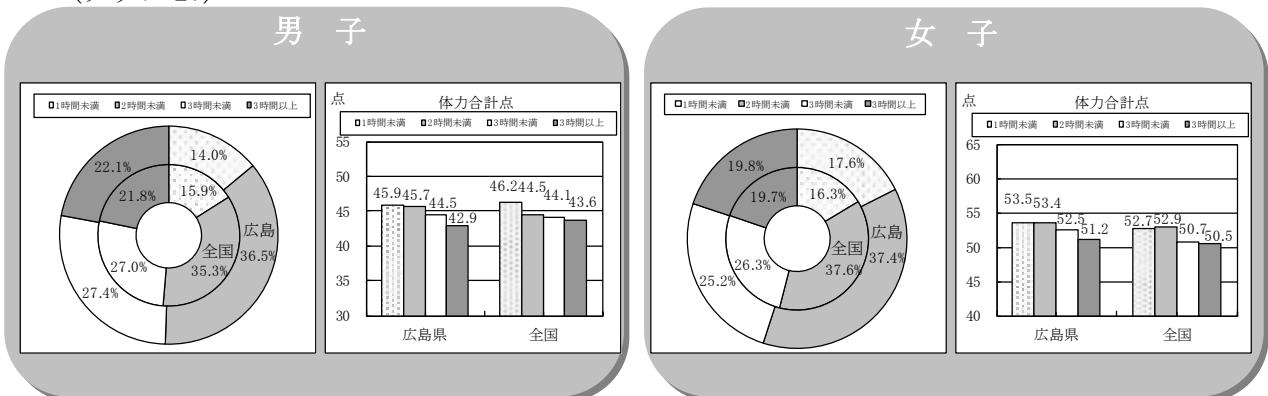 男 子
□1時間未満 □2時間未満 □3時間未満 ■3時間以上
22.1%
14.0%
21.8%
15.9%
広島
全国
36.5%
35.3%
27.0%
27.4%
点
体力合計点
□1時間未満 ■2時間未満 □3時間未満 ■3時間以上
55
50
45
40
35
30
45.9
45.7
44.5
42.9
46.2
44.5
44.1
43.6
広島県
全国
女 子
□1時間未満 ■2時間未満 □3時間未満 ■3時間以上
19.8%
17.6%
19.7%
16.3%
広島
全国
37.4%
37.6%
26.3%
25.2%
点
体力合計点
□1時間未満 ■2時間未満 □3時間未満 ■3時間以上
65
60
55
50
45
40
53.5
53.4
52.5
51.2
52.7
52.9
50.7
50.5
広島県
全国